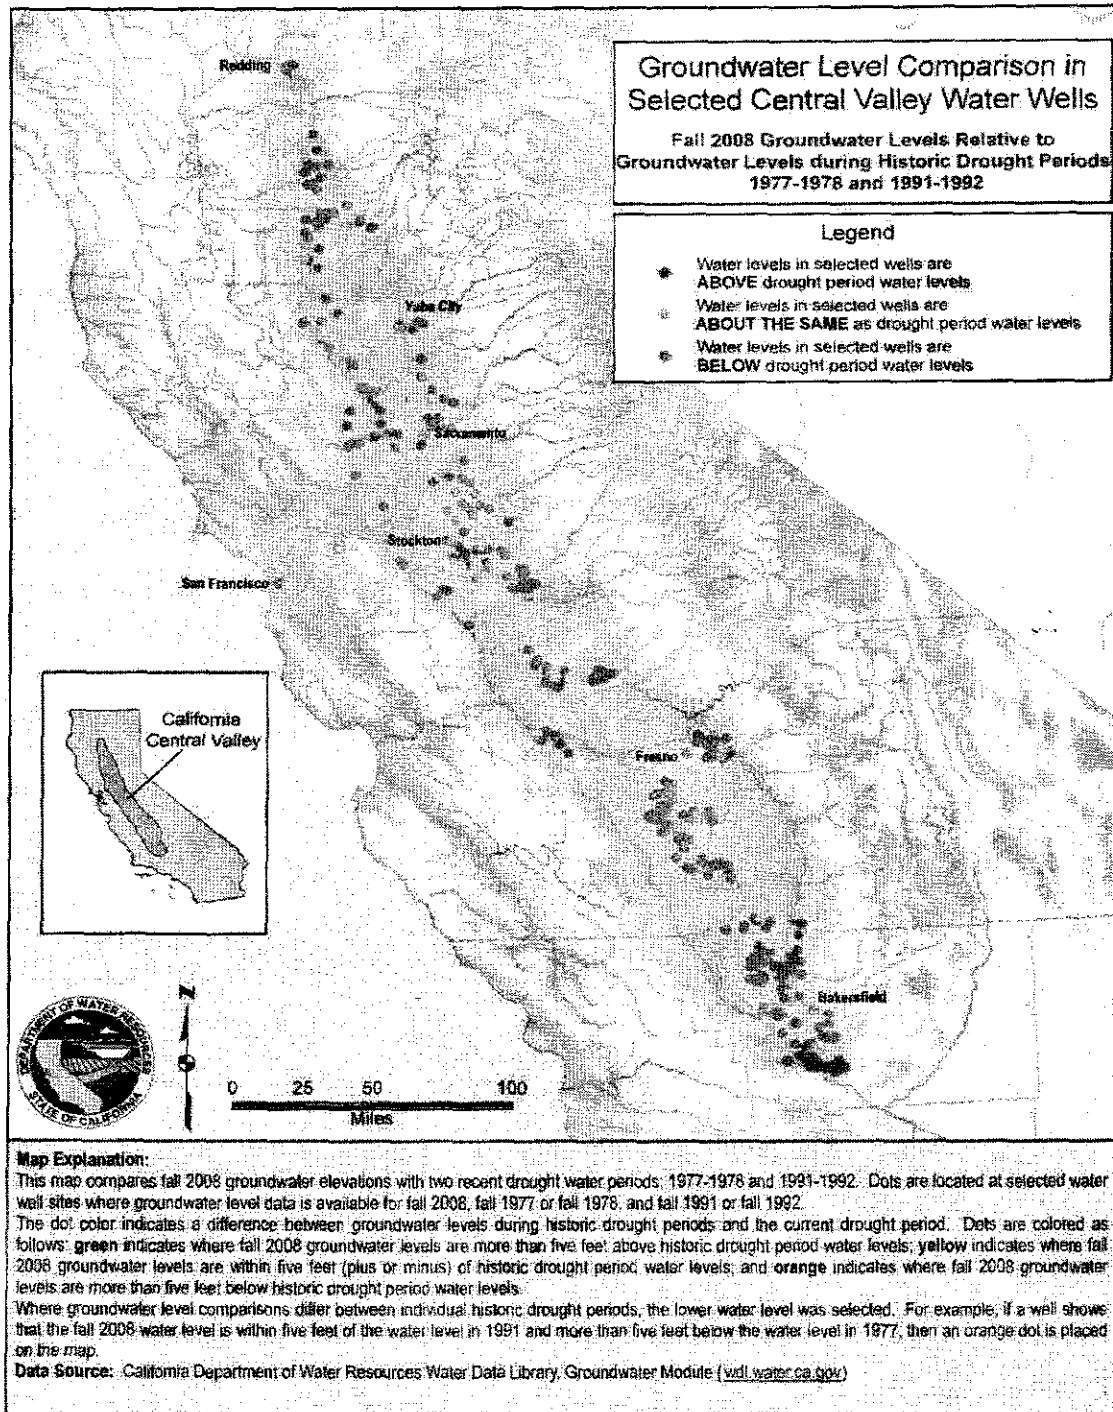 Groundwater Level Comparison in
Selected Central Valley Water Wells
Fall 2008 Groundwater Levels Relative to
Groundwater Levels during Historic Drought Periods
1977-1978 and 1991-1992
Legend
Water levels in selected wells are
ABOVE drought period water levels
Water levels in selected wells are
ABOUT THE SAME as drought period water levels
Water levels in selected wells are
BELOW drought period water levels
Redding
Yuba City
Sacramento
Stockton
San Francisco
Fresno
Bakersfield
California
Central Valley
DEPARTMENT OF WATER RESOURCES
STATE OF CALIFORNIA
N
0 25 50 100
Miles
Map Explanation:
This map compares fall 2008 groundwater elevations with two recent drought water periods; 1977-1978 and 1991-1992. Dots are located at selected water
well sites where groundwater level data is available for fall 2008, fall 1977 or fall 1978, and fall 1991 or fall 1992.
The dot color indicates a difference between groundwater levels during historic drought periods and the current drought period. Dots are colored as
follows: green indicates where fall 2008 groundwater levels are more than five feet above historic drought period water levels; yellow indicates where fall
2008 groundwater levels are within five feet (plus or minus) of historic drought period water levels; and orange indicates where fall 2008 groundwater
levels are more than five feet below historic drought period water levels.
Where groundwater level comparisons differ between individual historic drought periods, the lower water level was selected. For example, if a well shows
that the fall 2008 water level is within five feet of the water level in 1991 and more than five feet below the water level in 1977, then an orange dot is placed
on the map.
Data Source: California Department of Water Resources Water Data Library, Groundwater Module (wdl.water.ca.gov)